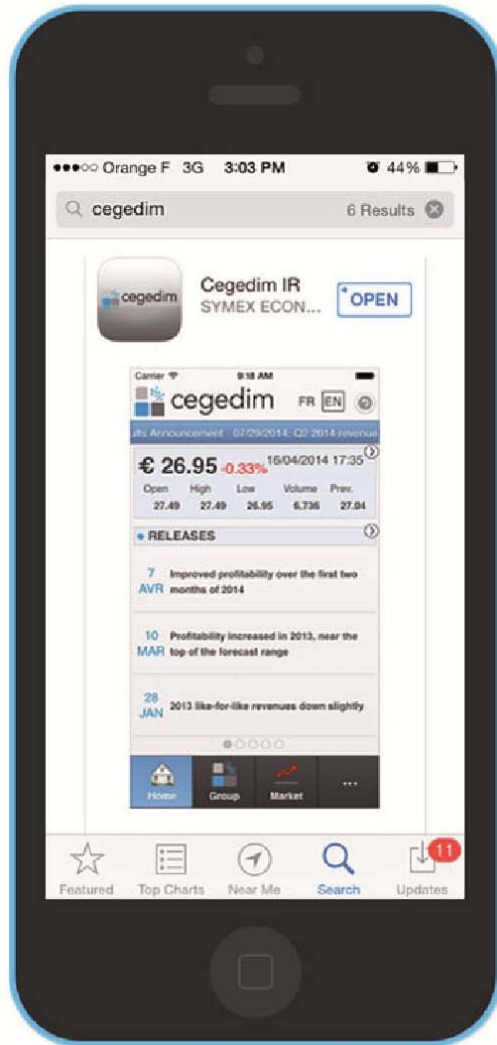 Orange F 3G 3:03 PM 44%
cegedim 6 Results
cegedim
Cegedim IR
SYMEX ECON...
OPEN
Carrier 9:18 AM
cegedim FR EN
ults Announcement 07/29/2014: Q2 2014 revenue
€ 26.95 -0.33% 16/04/2014 17:35
Open High Low Volume Prev.
27.49 27.49 26.95 6,736 27.04
RELEASES
7 AVR Improved profitability over the first two
months of 2014
10 MAR Profitability increased in 2013, near the
top of the forecast range
28 JAN 2013 like-for-like revenues down slightly
Home Group Market ...
11
Featured Top Charts Near Me Search Updates